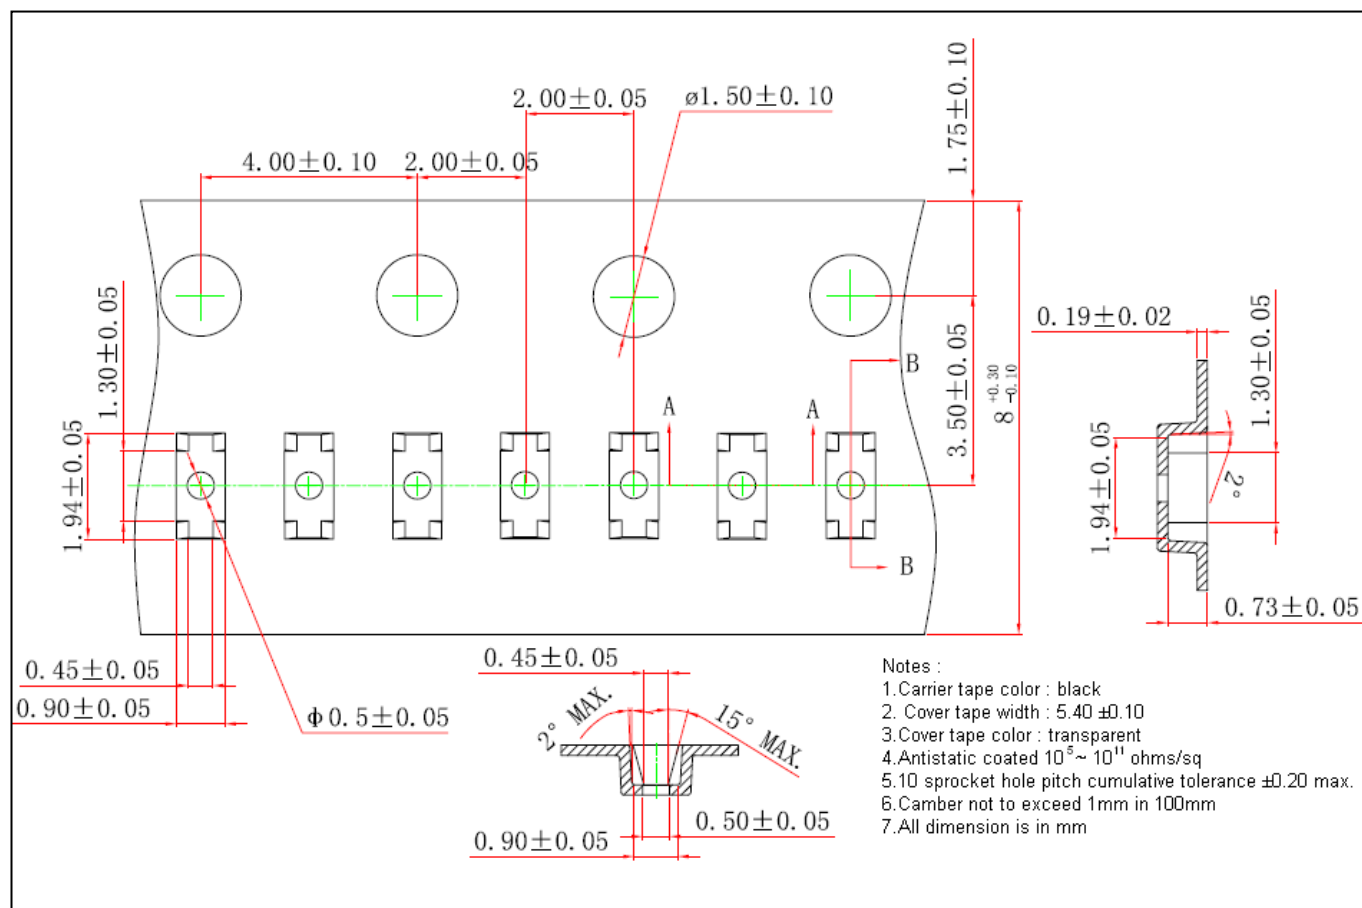 2.00±0.05
ø1.50±0.10
1.75±0.10
4.00±0.10
2.00±0.05
1.30±0.05
1.94±0.05
A
A
B
B
3.50±0.05
8 +0.30 -0.10
0.19±0.02
1.30±0.05
1.94±0.05
2°
0.73±0.05
0.45±0.05
0.90±0.05
Φ0.5±0.05
0.45±0.05
2° MAX.
15° MAX.
0.50±0.05
0.90±0.05
Notes :
1.Carrier tape color : black
2. Cover tape width : 5.40 ±0.10
3.Cover tape color : transparent
4.Antistatic coated 10⁵~ 10¹¹ ohms/sq
5.10 sprocket hole pitch cumulative tolerance ±0.20 max.
6.Camber not to exceed 1mm in 100mm
7.All dimension is in mm